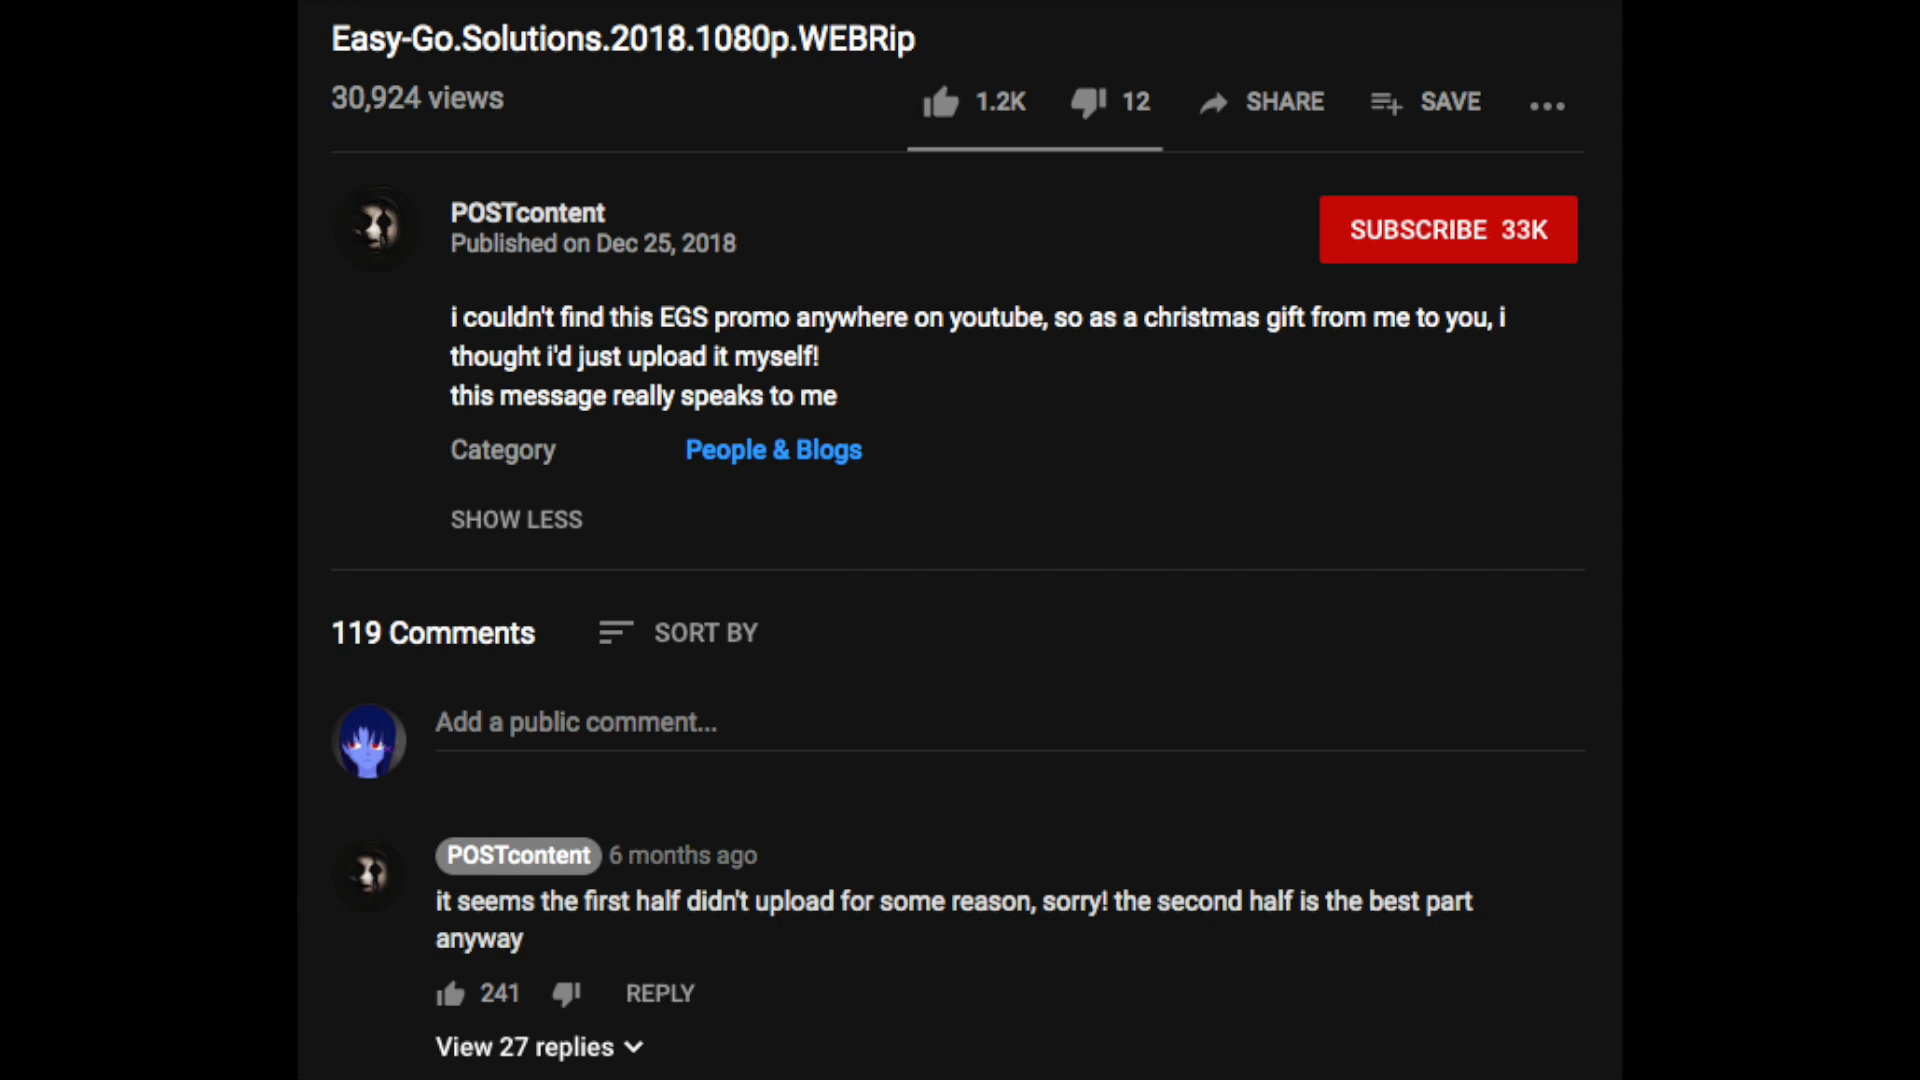 Easy-Go.Solutions.2018.1080p.WEBRip
30,924 views
1.2K
12
SHARE
SAVE
POSTcontent
Published on Dec 25, 2018
SUBSCRIBE 33K
i couldn't find this EGS promo anywhere on youtube, so as a christmas gift from me to you, i
thought i'd just upload it myself!
this message really speaks to me
Category
People & Blogs
SHOW LESS
119 Comments
SORT BY
Add a public comment...
POSTcontent 6 months ago
it seems the first half didn't upload for some reason, sorry! the second half is the best part
anyway
241
REPLY
View 27 replies